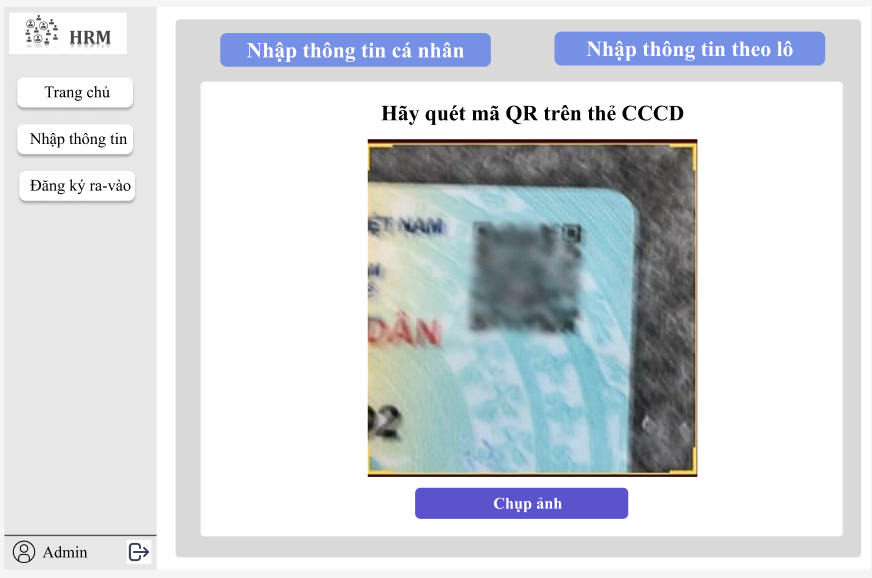 HRM
Trang chủ
Nhập thông tin
Đăng ký ra-vào
Admin
Nhập thông tin cá nhân
Nhập thông tin theo lô
Hãy quét mã QR trên thẻ CCCD
ỆT NAM
DÂN
02
Chụp ảnh